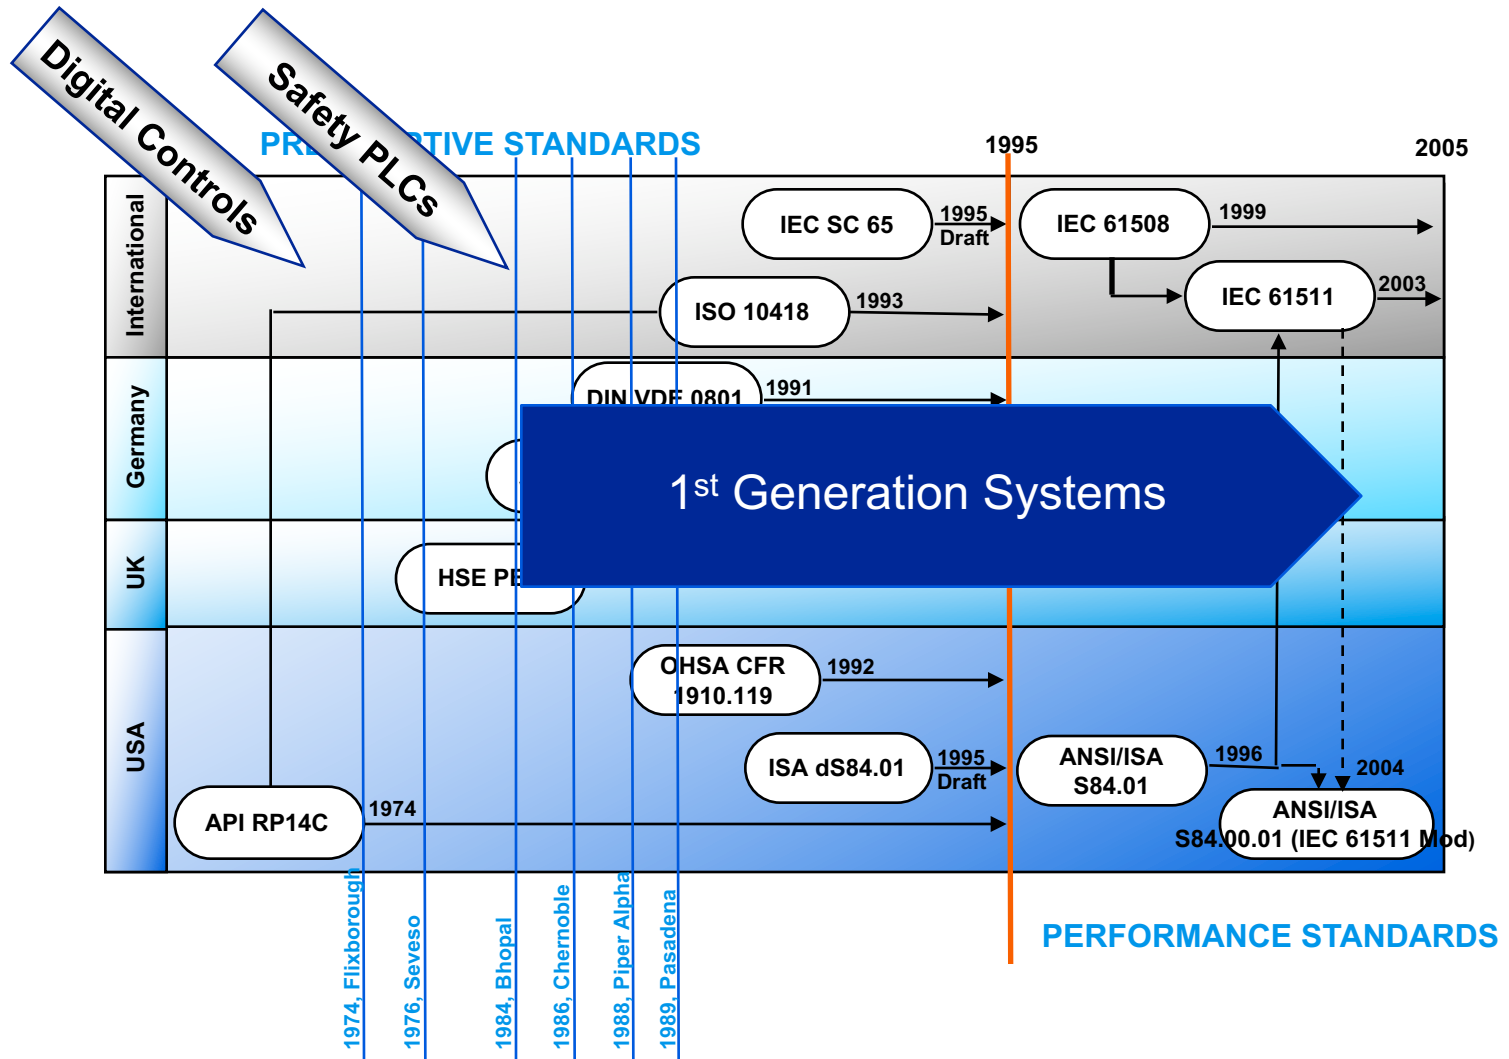 Digital Controls
Safety PLCs
STANDARDS
1995
2005
International
IEC SC 65
1995
Draft
IEC 61508
1999
IEC 61511
2003
ISO 10418
1993
Germany
DIN VDE 0801
1991
1st Generation Systems
UK
HSE
USA
OHSA CFR
1910.119
1992
ISA dS84.01
1995
Draft
ANSI/ISA
S84.01
1996
2004
API RP14C
1974
ANSI/ISA
S84.00.01 (IEC 61511 Mod)
1974, Flixborough
1976, Seveso
1984, Bhopal
1986, Chernoble
1988, Piper Alpha
1989, Pasadena
PERFORMANCE STANDARDS